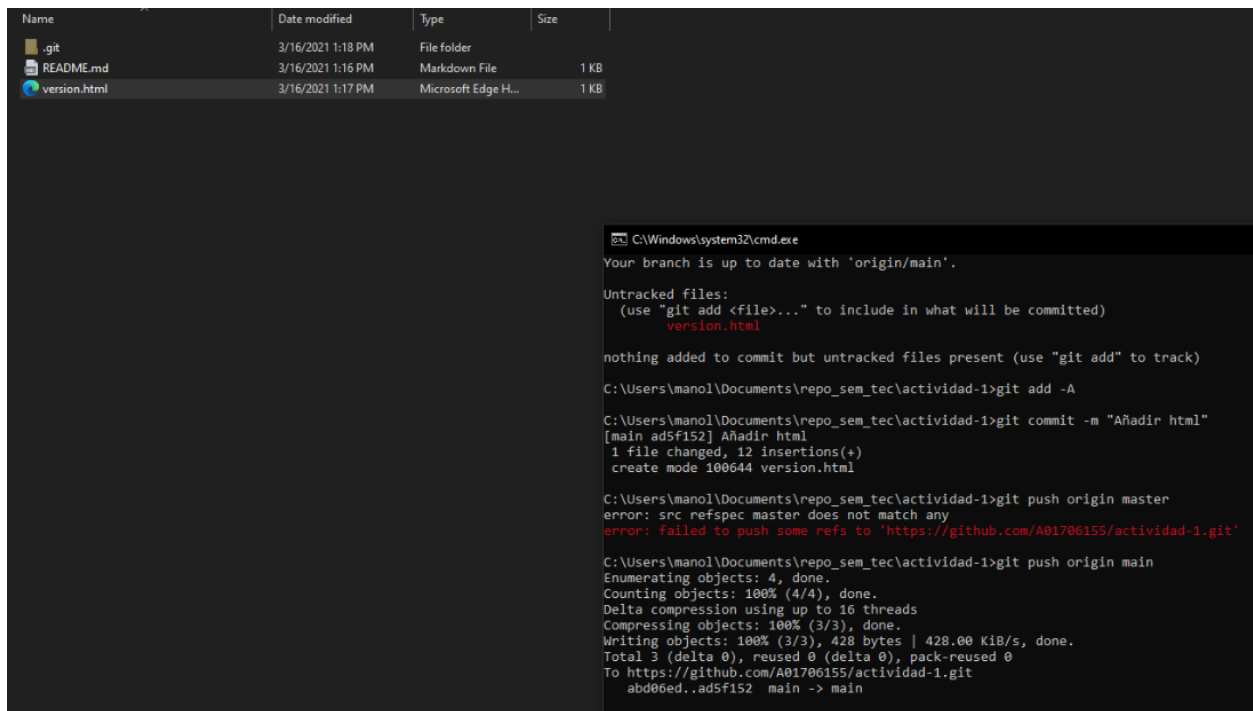 Name Date modified Type Size
.git 3/16/2021 1:18 PM File folder
README.md 3/16/2021 1:16 PM Markdown File 1 KB
version.html 3/16/2021 1:17 PM Microsoft Edge H... 1 KB
C:\Windows\system32\cmd.exe
Your branch is up to date with 'origin/main'.
Untracked files:
(use "git add <file>..." to include in what will be committed)
version.html
nothing added to commit but untracked files present (use "git add" to track)
C:\Users\manol\Documents\repo_sem_tec\actividad-1>git add -A
C:\Users\manol\Documents\repo_sem_tec\actividad-1>git commit -m "Añadir html"
[main ad5f152] Añadir html
1 file changed, 12 insertions(+)
create mode 100644 version.html
C:\Users\manol\Documents\repo_sem_tec\actividad-1>git push origin master
error: src refspec master does not match any
error: failed to push some refs to 'https://github.com/A01706155/actividad-1.git'
C:\Users\manol\Documents\repo_sem_tec\actividad-1>git push origin main
Enumerating objects: 4, done.
Counting objects: 100% (4/4), done.
Delta compression using up to 16 threads
Compressing objects: 100% (3/3), done.
Writing objects: 100% (3/3), 428 bytes | 428.00 KiB/s, done.
Total 3 (delta 0), reused 0 (delta 0), pack-reused 0
To https://github.com/A01706155/actividad-1.git
abd06ed..ad5f152 main -> main